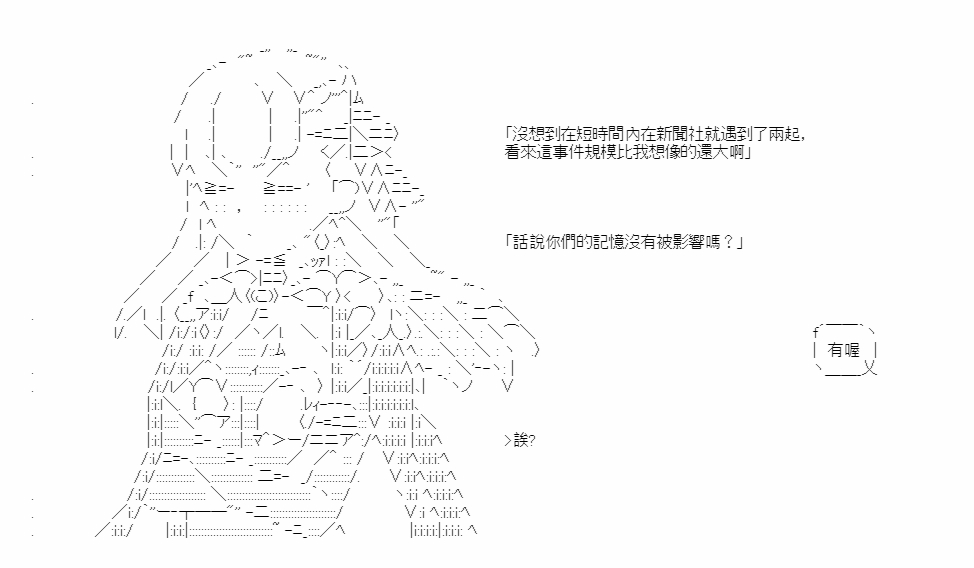 「沒想到在短時間內在新聞社就遇到了兩起，
看來這事件規模比我想像的還大啊」
「話說你們的記憶沒有被影響嗎？」
有喔
>誒?